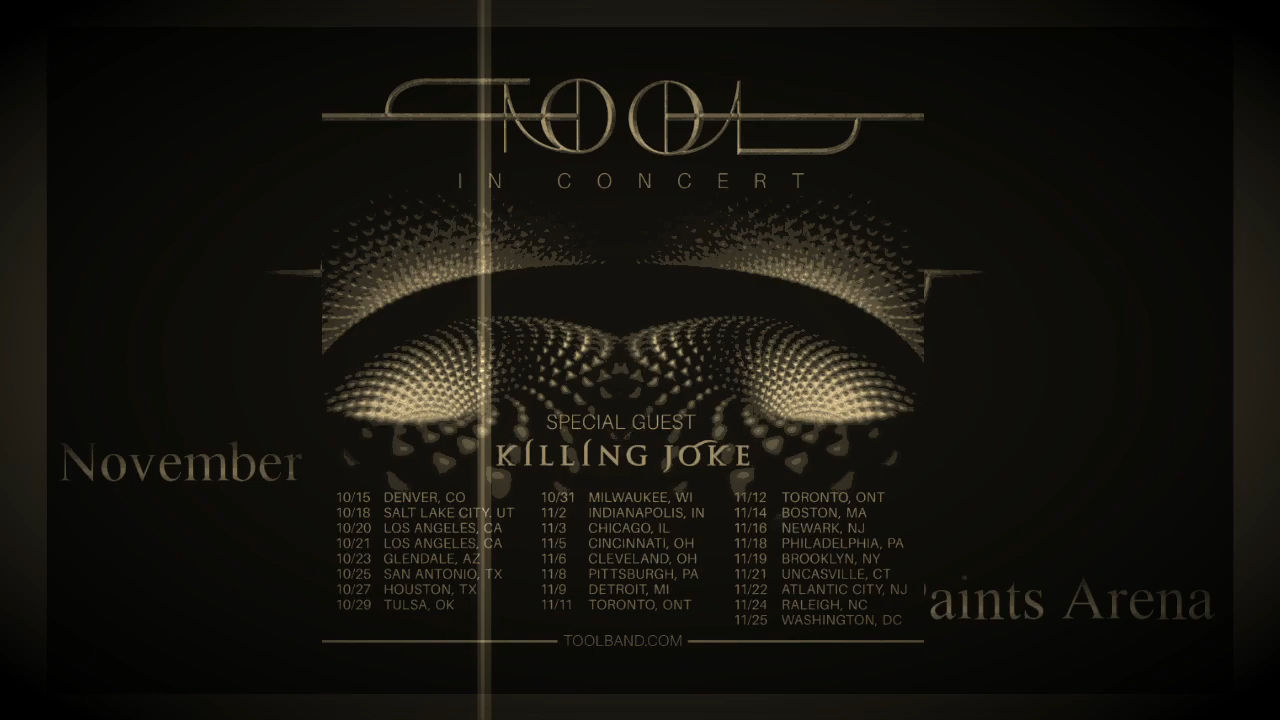 TOOL
IN CONCERT
SPECIAL GUEST
KILLING JOKE
November
10/15 DENVER, CO
10/18 SALT LAKE CITY, UT
10/20 LOS ANGELES, CA
10/21 LOS ANGELES, CA
10/23 GLENDALE, AZ
10/25 SAN ANTONIO, TX
10/27 HOUSTON, TX
10/29 TULSA, OK
10/31 MILWAUKEE, WI
11/2 INDIANAPOLIS, IN
11/3 CHICAGO, IL
11/5 CINCINNATI, OH
11/6 CLEVELAND, OH
11/8 PITTSBURGH, PA
11/9 DETROIT, MI
11/11 TORONTO, ONT
11/12 TORONTO, ONT
11/14 BOSTON, MA
11/16 NEWARK, NJ
11/18 PHILADELPHIA, PA
11/19 BROOKLYN, NY
11/21 UNCASVILLE, CT
11/22 ATLANTIC CITY, NJ
11/24 RALEIGH, NC
11/25 WASHINGTON, DC
aints Arena
TOOLBAND.COM